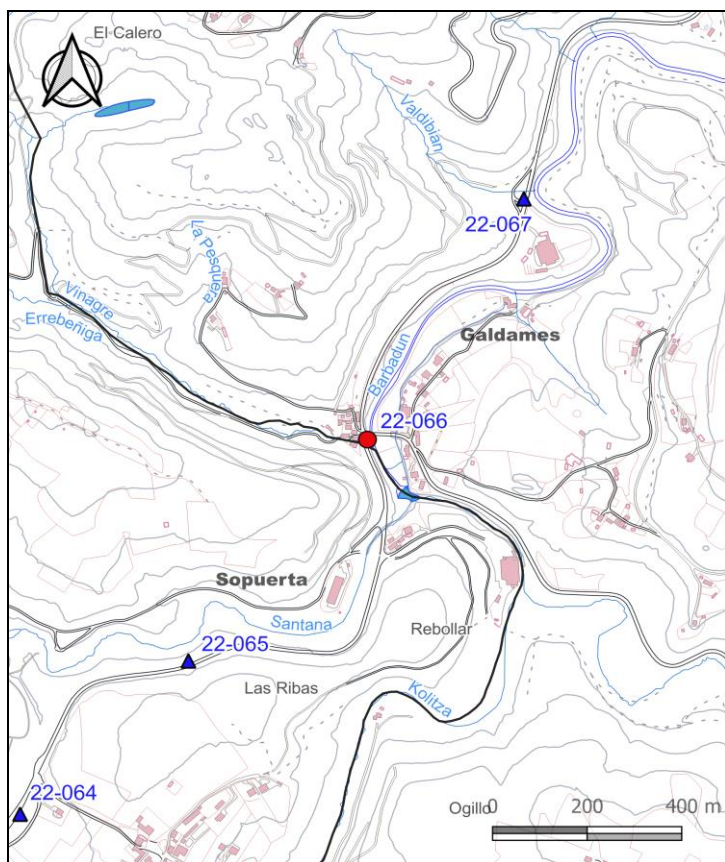 El Calero
Valdibian
22-067
La Pesquera
Vinagre
Errebeñiga
Barbadun
Galdames
22-066
Sopuerta
Santana
Rebollar
22-065
Las Ribas
Kolitza
22-064
Ogillo
0 200 400 m